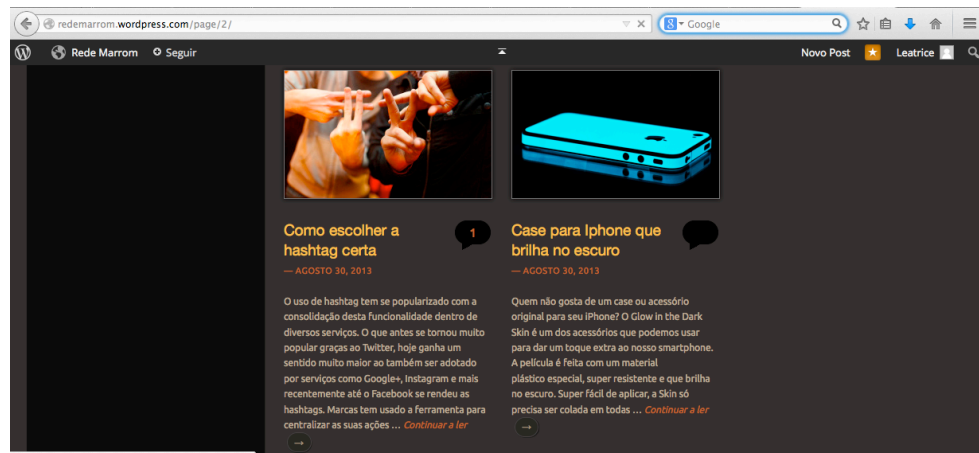 redemarrom.wordpress.com/page/2/
Google
Rede Marrom
Seguir
Novo Post
Leatrice
Como escolher a
hashtag certa
1
— AGOSTO 30, 2013
O uso de hashtag tem se popularizado com a
consolidação desta funcionalidade dentro de
diversos serviços. O que antes se tornou muito
popular graças ao Twitter, hoje ganha um
sentido muito maior ao também ser adotado
por serviços como Google+, Instagram e mais
recentemente até o Facebook se rendeu as
hashtags. Marcas tem usado a ferramenta para
centralizar as suas ações ... Continuar a ler
→
Case para Iphone que
brilha no escuro
— AGOSTO 30, 2013
Quem não gosta de um case ou acessório
original para seu iPhone? O Glow in the Dark
Skin é um dos acessórios que podemos usar
para dar um toque extra ao nosso smartphone.
A película é feita com um material
plástico especial, super resistente e que brilha
no escuro. Super fácil de aplicar, a Skin só
precisa ser colada em todas ... Continuar a ler
→